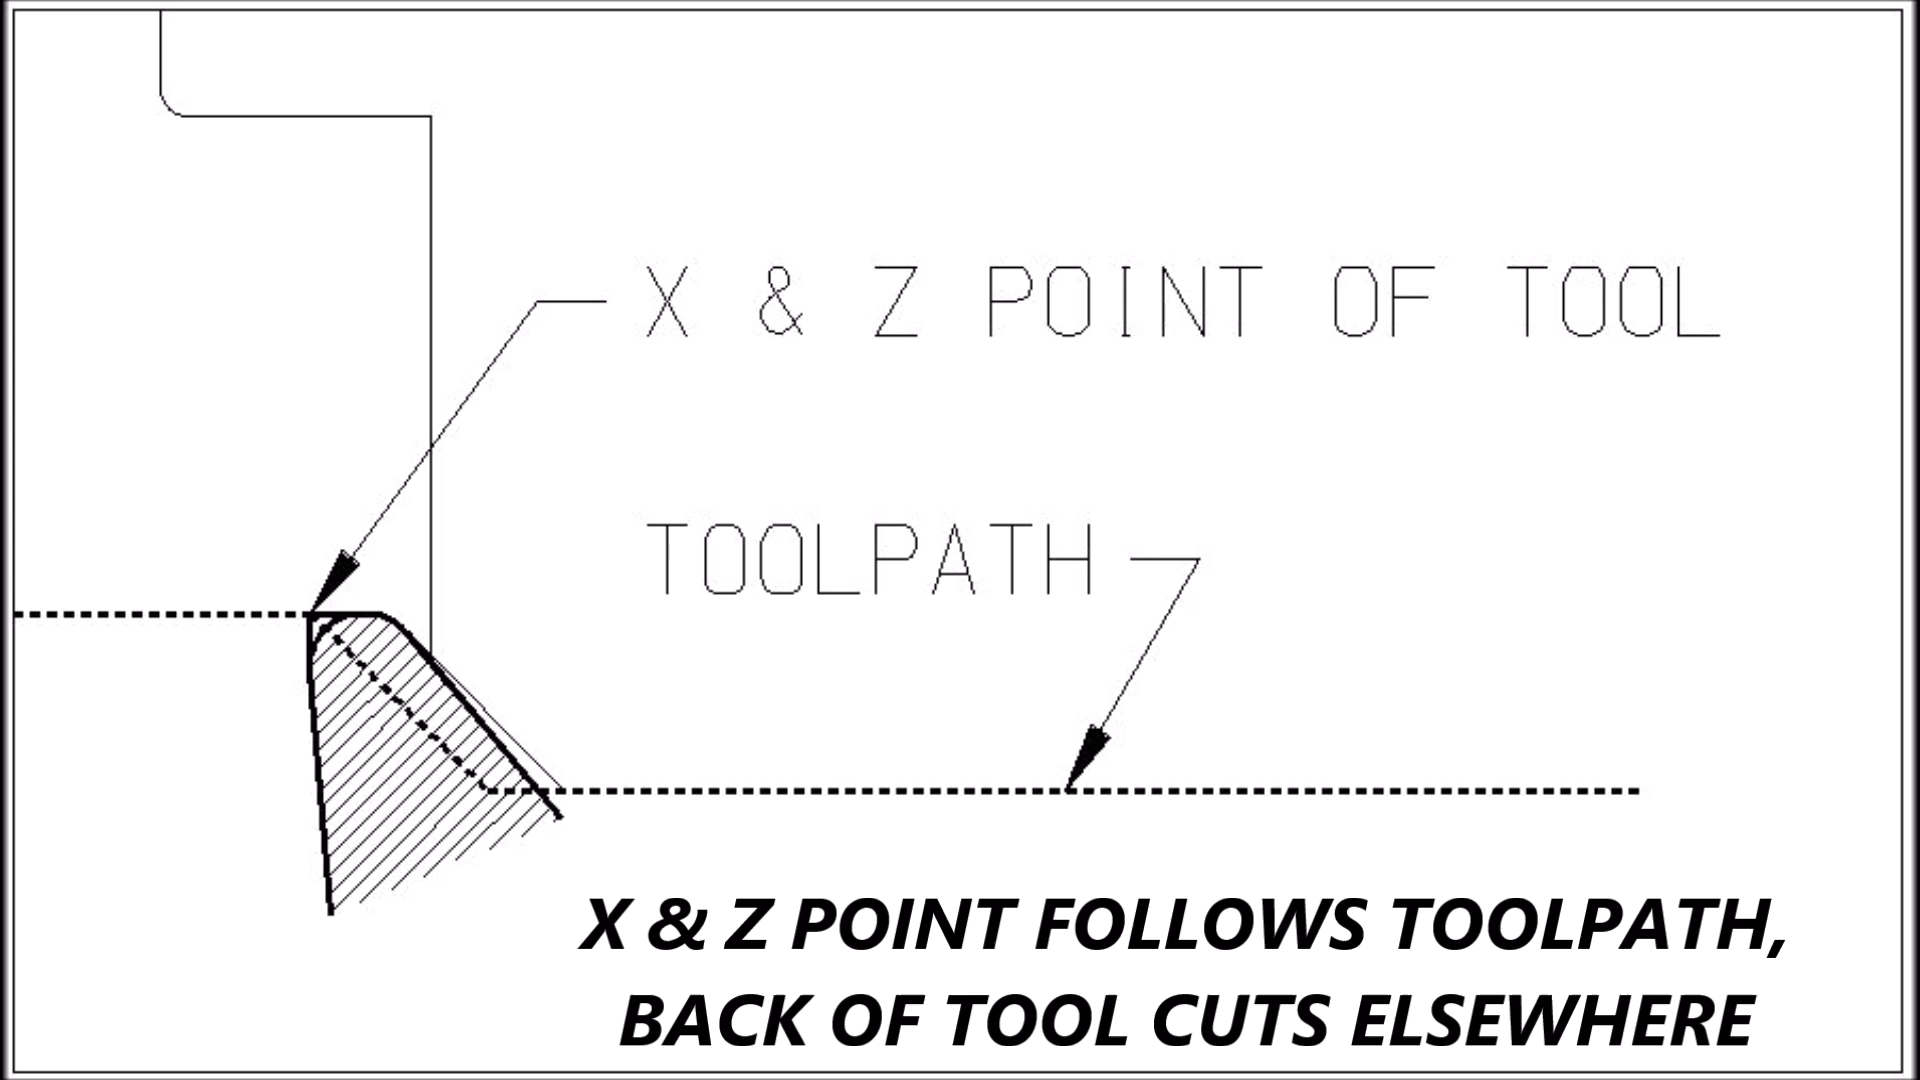 X & Z POINT OF TOOL
TOOLPATH
X & Z POINT FOLLOWS TOOLPATH,
BACK OF TOOL CUTS ELSEWHERE